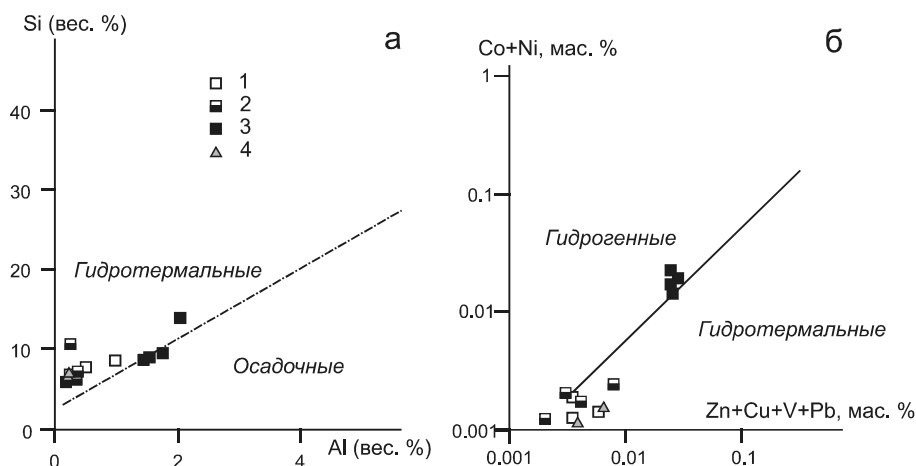 Si (вес. %)
а
40
30
20
10
0
0
2
4
Al (вес. %)
1
2
3
4
Гидротермальные
Осадочные
Co+Ni, мас. %
б
1
0.1
0.01
0.001
0.001
0.01
0.1
Zn+Cu+V+Pb, мас. %
Гидрогенные
Гидротермальные